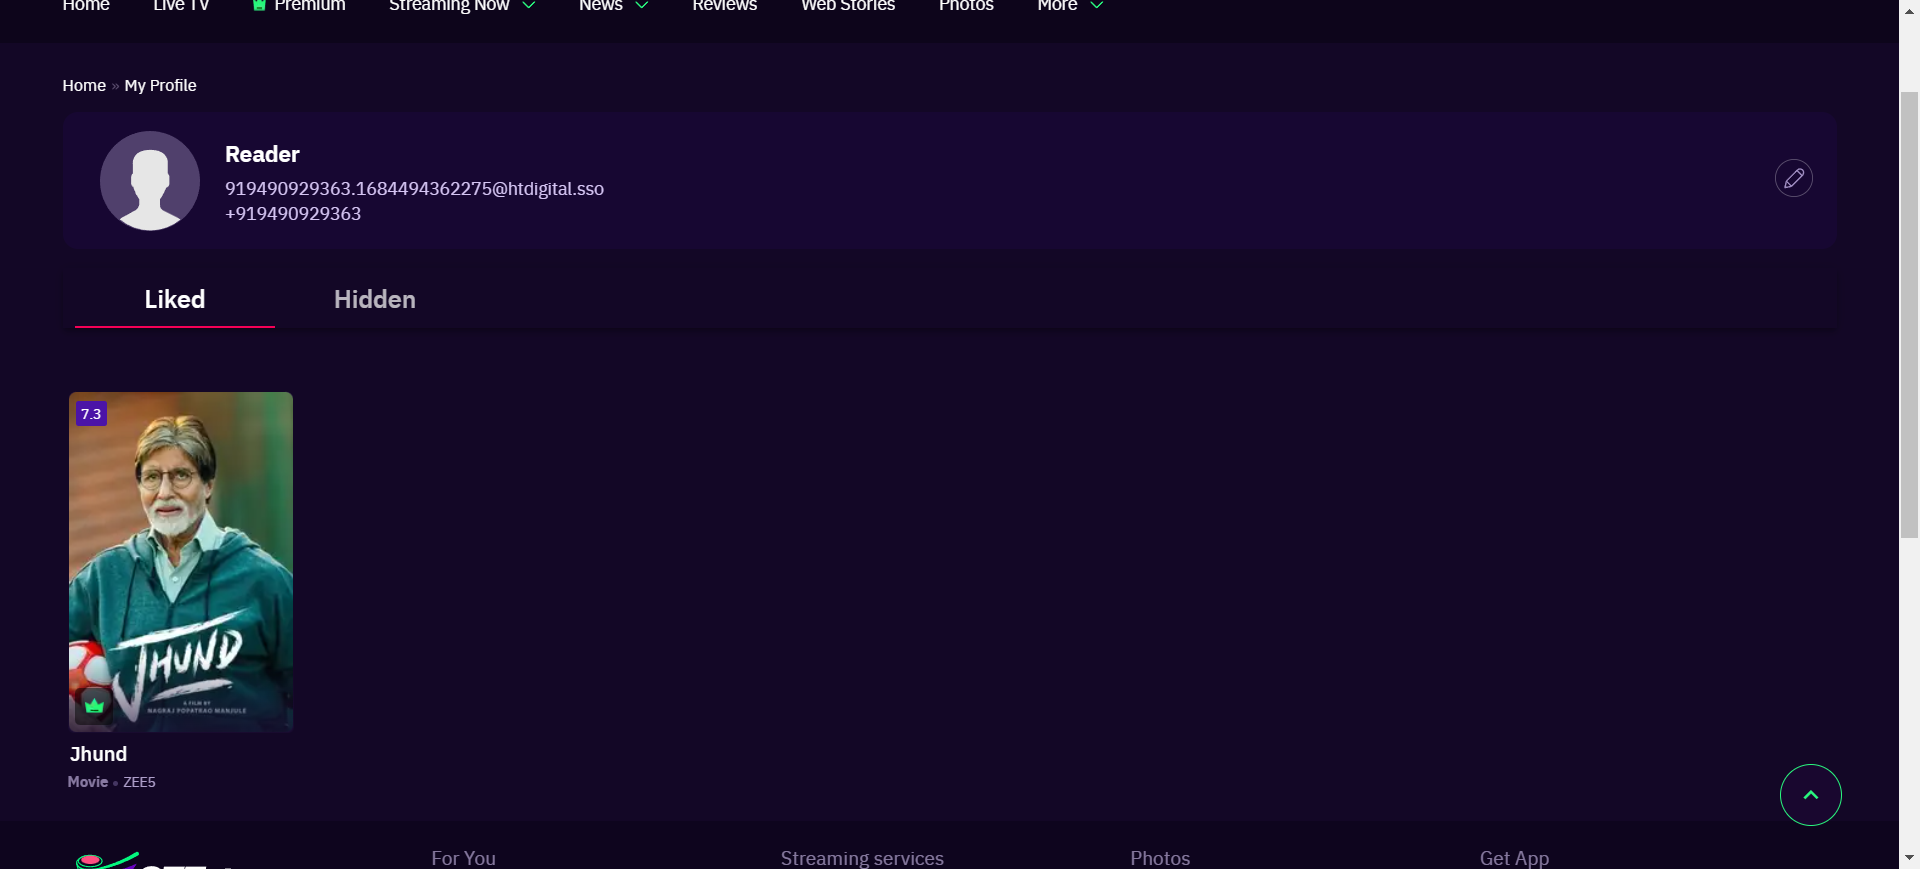 Home Live TV Premium Streaming Now News Reviews Web Stories Photos More
Home » My Profile
Reader
919490929363.1684494362275@htdigital.sso
+919490929363
Liked Hidden
7.3
JHUND
A FILM BY
NAGRAJ POPATRAO MANJULE
Jhund
Movie • ZEE5
For You Streaming services Photos Get App